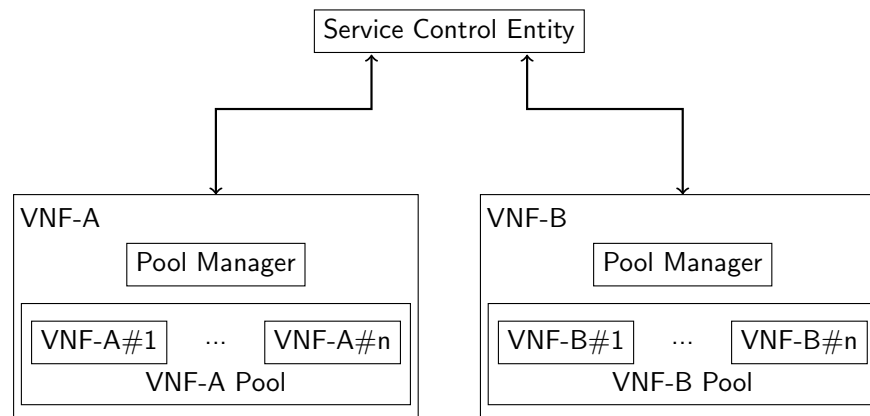 Service Control Entity
VNF-A
Pool Manager
VNF-A#1 ... VNF-A#n
VNF-A Pool
VNF-B
Pool Manager
VNF-B#1 ... VNF-B#n
VNF-B Pool